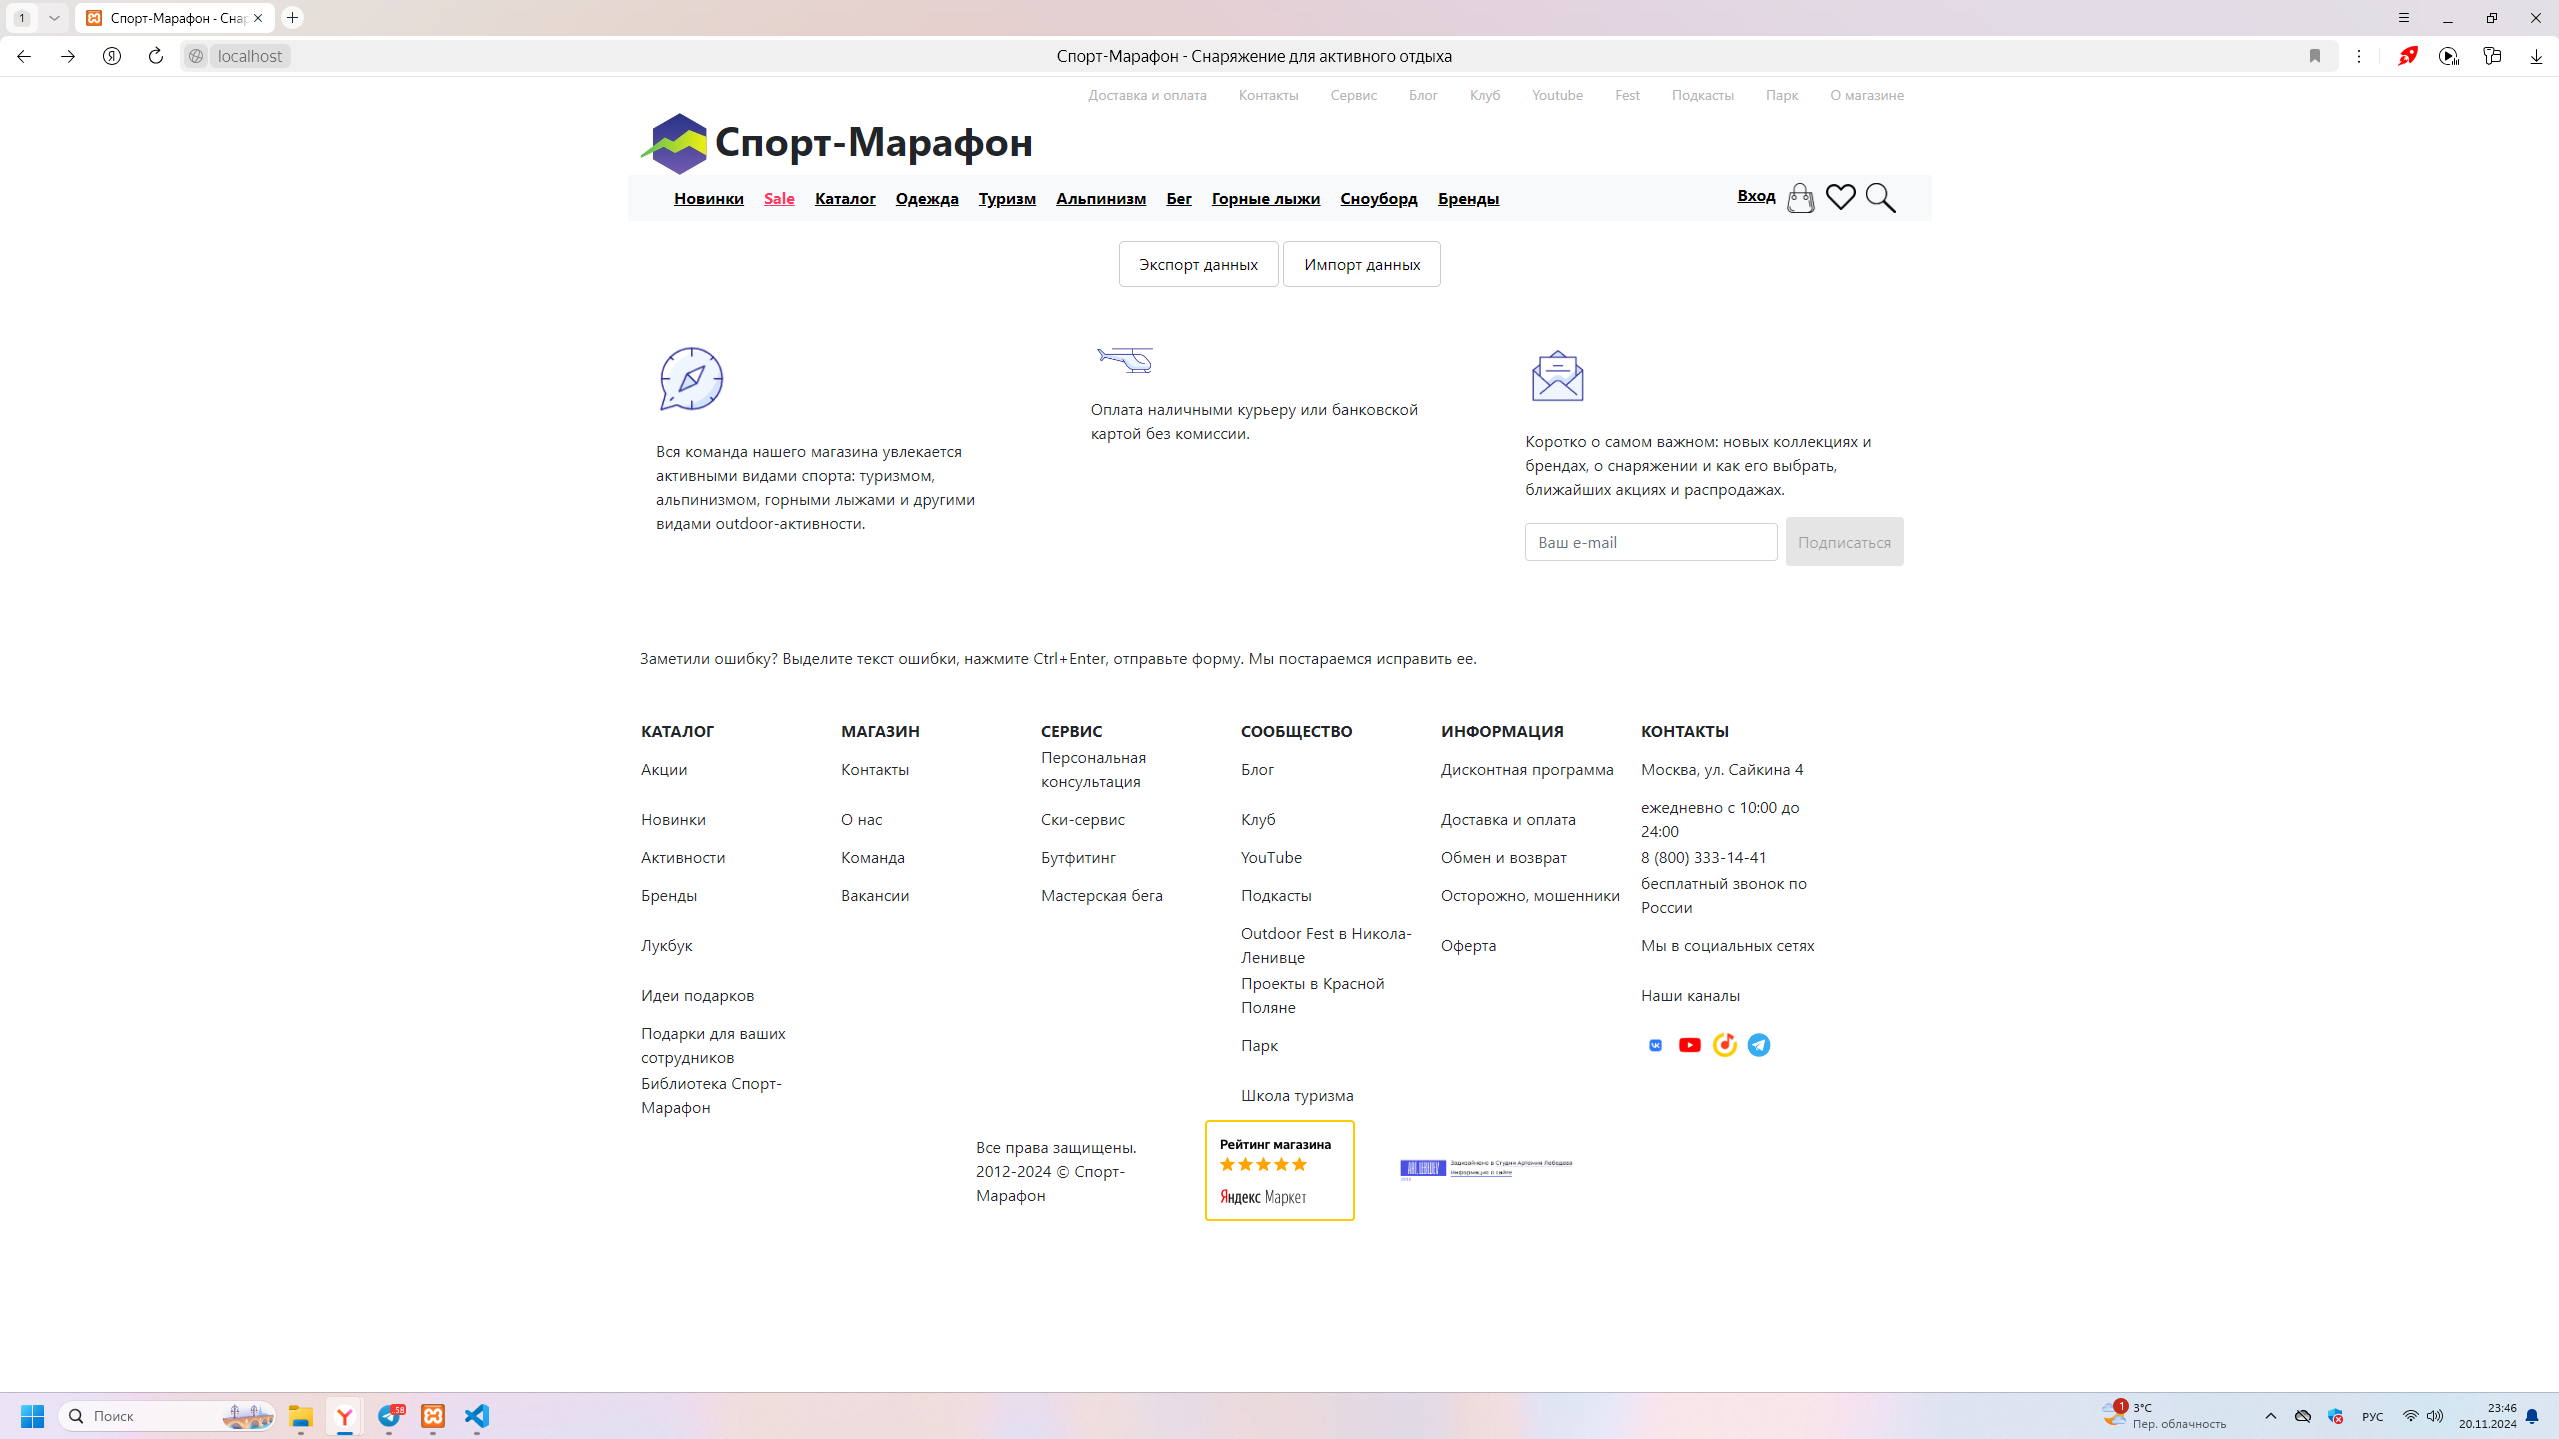 1
Спорт-Марафон - Снар
localhost
Спорт-Марафон - Снаряжение для активного отдыха
Доставка и оплата Контакты Сервис Блог Клуб Youtube Fest Подкасты Парк О магазине
Спорт-Марафон
Новинки Sale Каталог Одежда Туризм Альпинизм Бег Горные лыжи Сноуборд Бренды Вход
Экспорт данных Импорт данных
Вся команда нашего магазина увлекается
активными видами спорта: туризмом,
альпинизмом, горными лыжами и другими
видами outdoor-активности.
Оплата наличными курьеру или банковской
картой без комиссии.
Коротко о самом важном: новых коллекциях и
брендах, о снаряжении и как его выбрать,
ближайших акциях и распродажах.
Ваш e-mail Подписаться
Заметили ошибку? Выделите текст ошибки, нажмите Ctrl+Enter, отправьте форму. Мы постараемся исправить ее.
КАТАЛОГ МАГАЗИН СЕРВИС СООБЩЕСТВО ИНФОРМАЦИЯ КОНТАКТЫ
Акции Контакты Персональная
консультация Блог Дисконтная программа Москва, ул. Сайкина 4
Новинки О нас Ски-сервис Клуб Доставка и оплата ежедневно с 10:00 до
24:00
Активности Команда Бутфитинг YouTube Обмен и возврат 8 (800) 333-14-41
Бренды Вакансии Мастерская бега Подкасты Осторожно, мошенники бесплатный звонок по
России
Лукбук Outdoor Fest в Никола-
Ленивце Оферта Мы в социальных сетях
Идеи подарков Проекты в Красной
Поляне Наши каналы
Подарки для ваших
сотрудников Парк
Библиотека Спорт-
Марафон Школа туризма
Все права защищены.
2012-2024 © Спорт-
Марафон
Рейтинг магазина
Яндекс Маркет
ART. LEBEDEV Задизайнено в Студии Артемия Лебедева
Информация о сайте
Поиск
58
1
3°C
Пер. облачность
РУС
23:46
20.11.2024